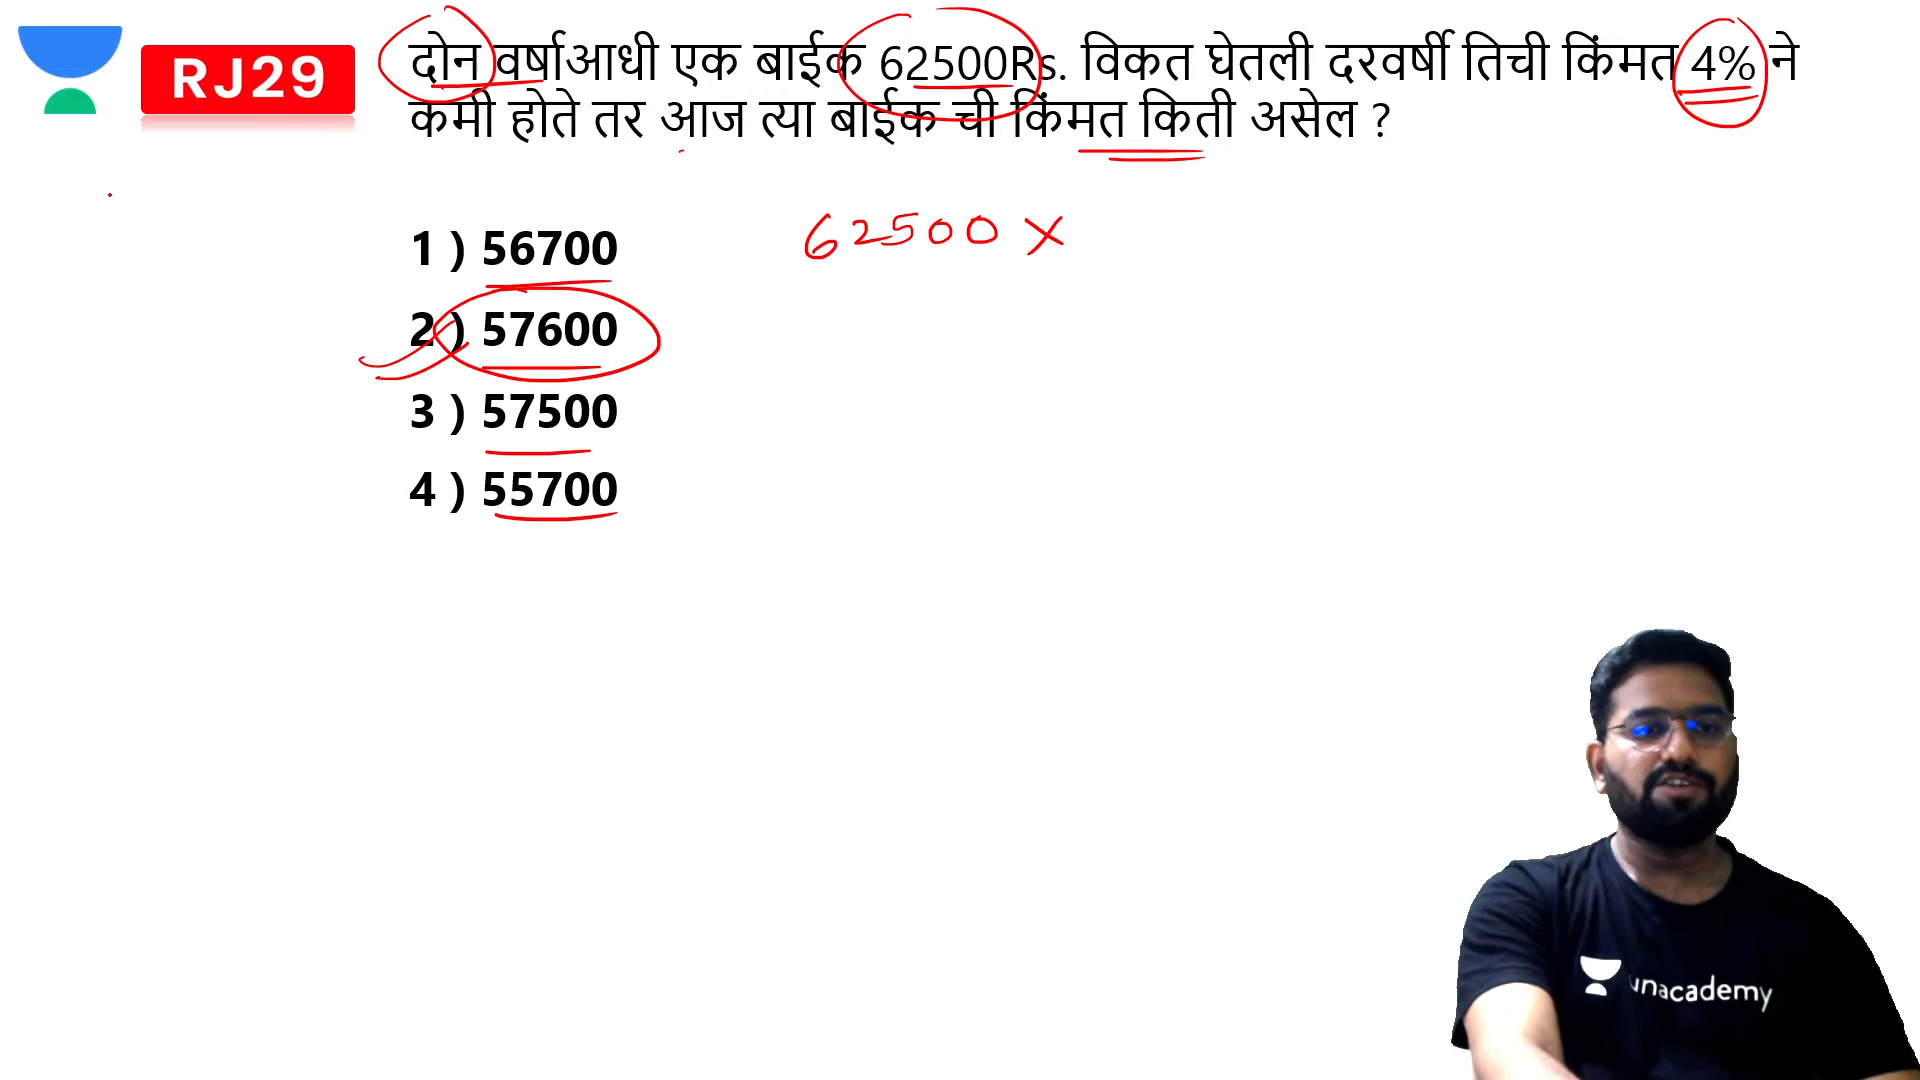 RJ29
दोन वर्षाआधी एक बाईक 62500Rs. विकत घेतली दरवर्षी तिची किंमत 4% ने
कमी होते तर आज त्या बाईक ची किंमत किती असेल ?
1 ) 56700
62500 X
2 ) 57600
3 ) 57500
4 ) 55700
unacademy